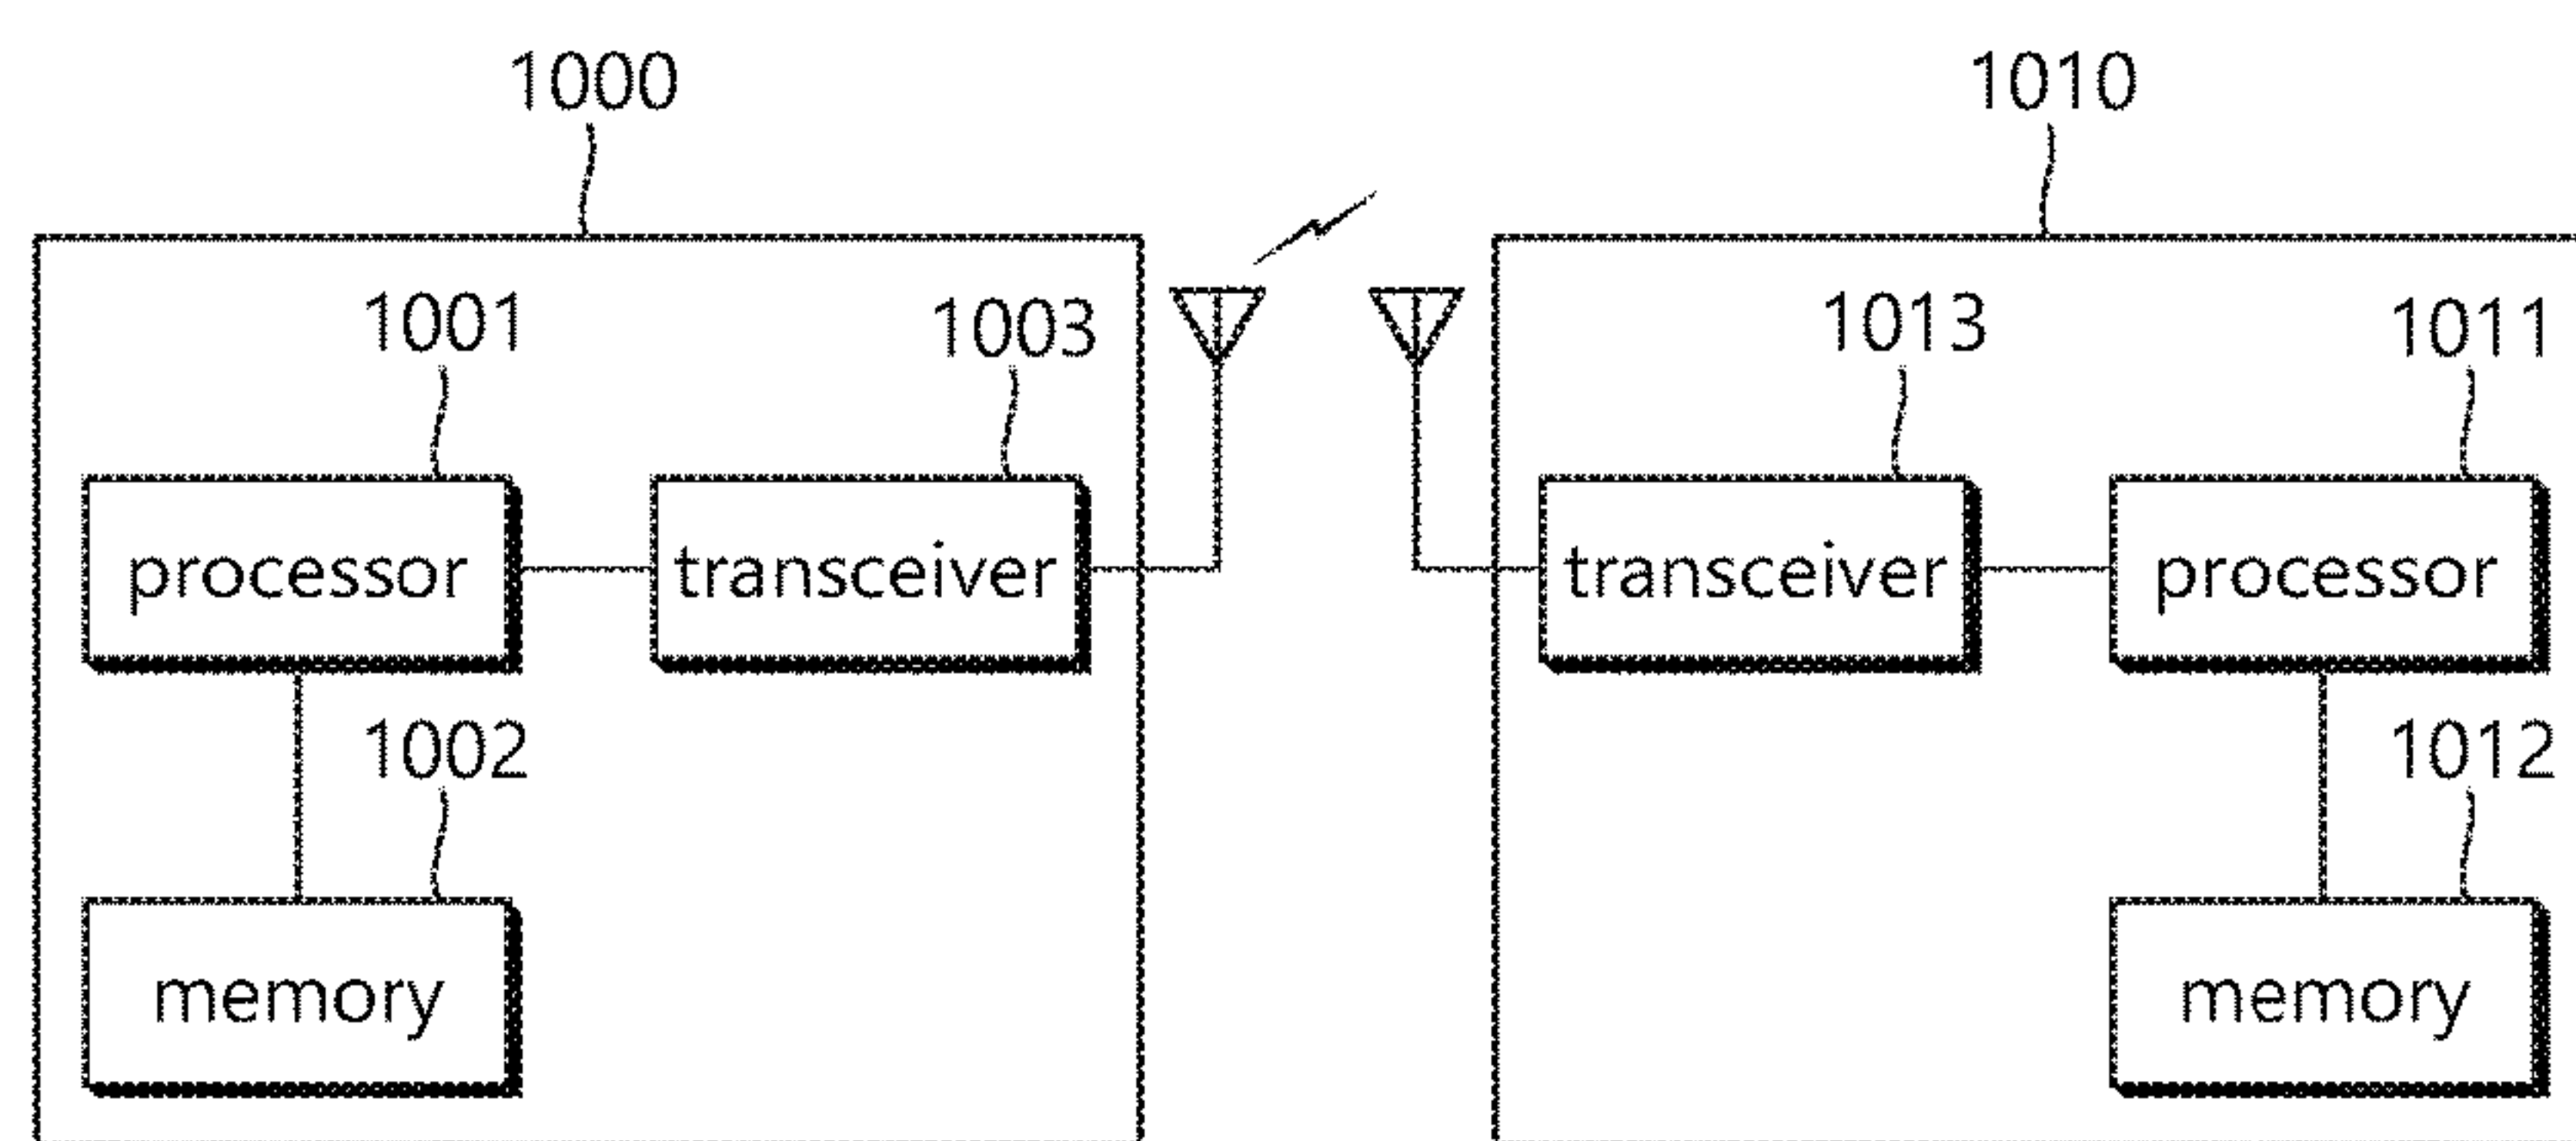 1000 1010
1001 1003 1013 1011
processor transceiver transceiver processor
1002 1012
memory memory